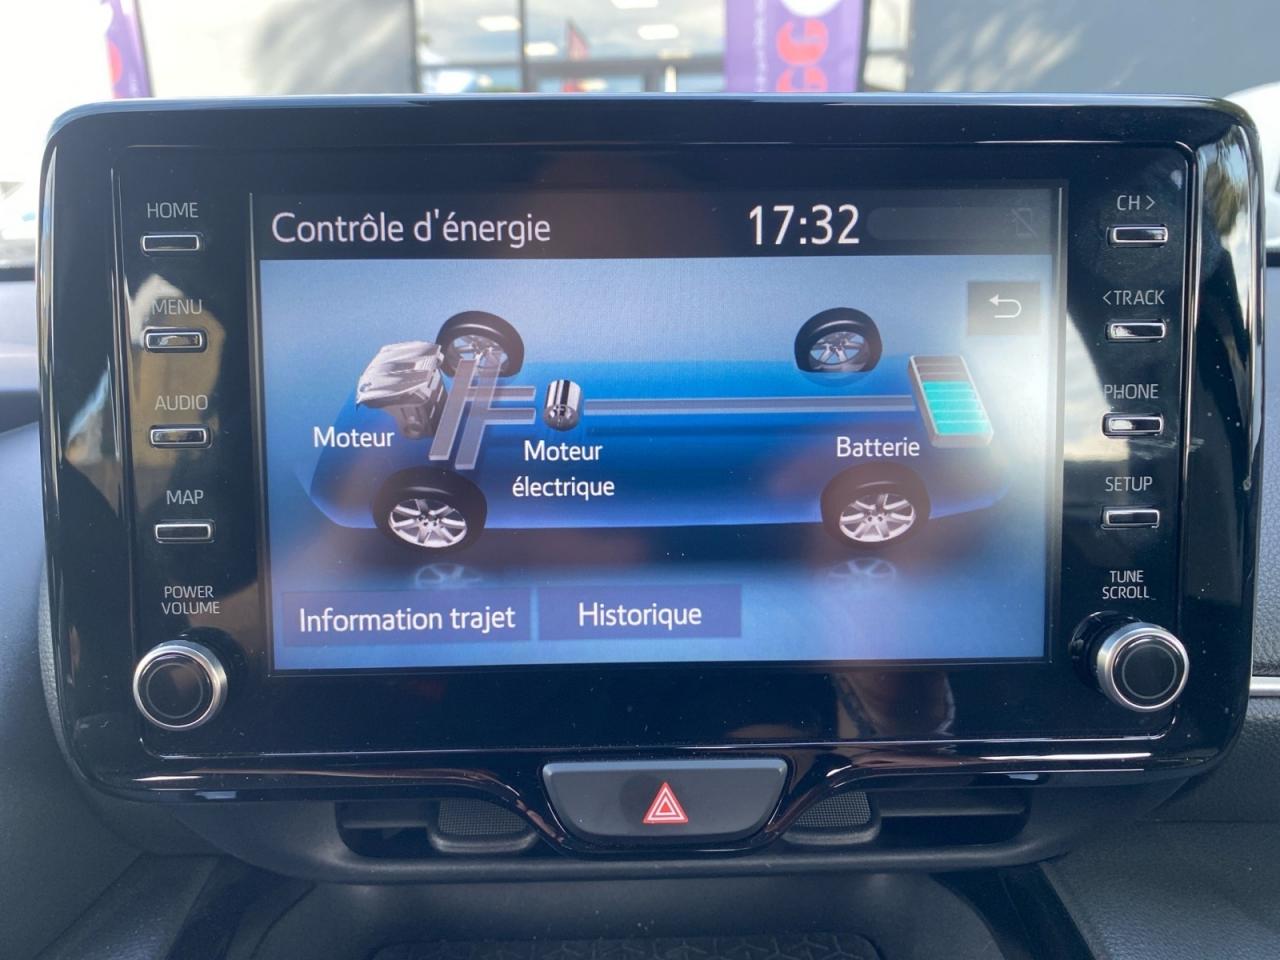 HOME
MENU
AUDIO
MAP
POWER
VOLUME
Contrôle d'énergie 17:32
Moteur
Moteur
électrique
Batterie
Information trajet Historique
CH >
< TRACK
PHONE
SETUP
TUNE
SCROLL